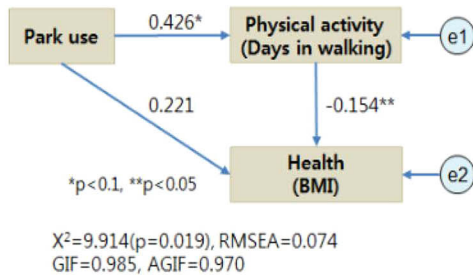 Park use
0.426*
Physical activity
(Days in walking)
e1
0.221
-0.154**
Health
(BMI)
e2
*p<0.1, **p<0.05
X²=9.914(p=0.019), RMSEA=0.074
GIF=0.985, AGIF=0.970